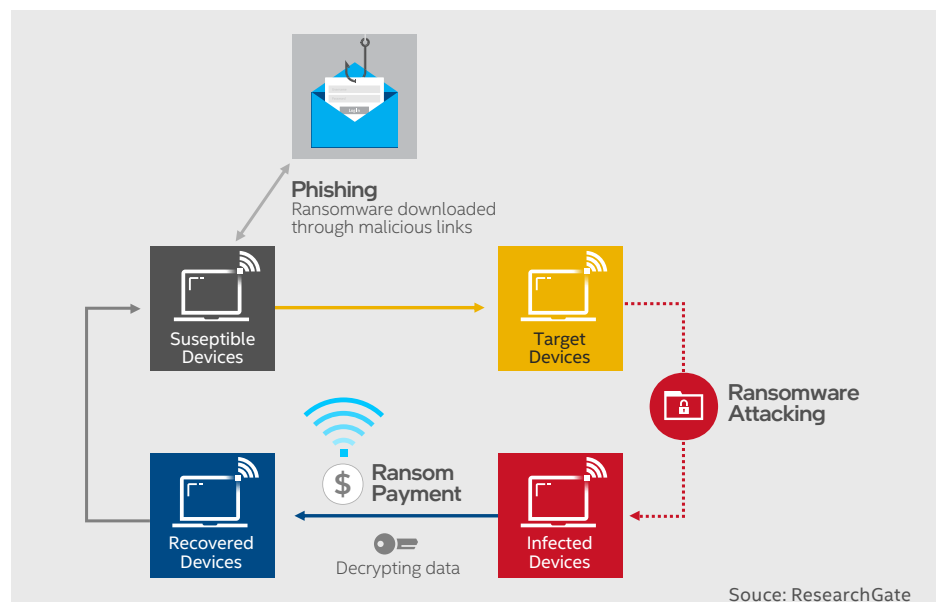 Phishing
Ransomware downloaded
through malicious links
Suseptible
Devices
Target
Devices
Ransomware
Attacking
$
Ransom
Payment
Recovered
Devices
Infected
Devices
Decrypting data
Souce: ResearchGate